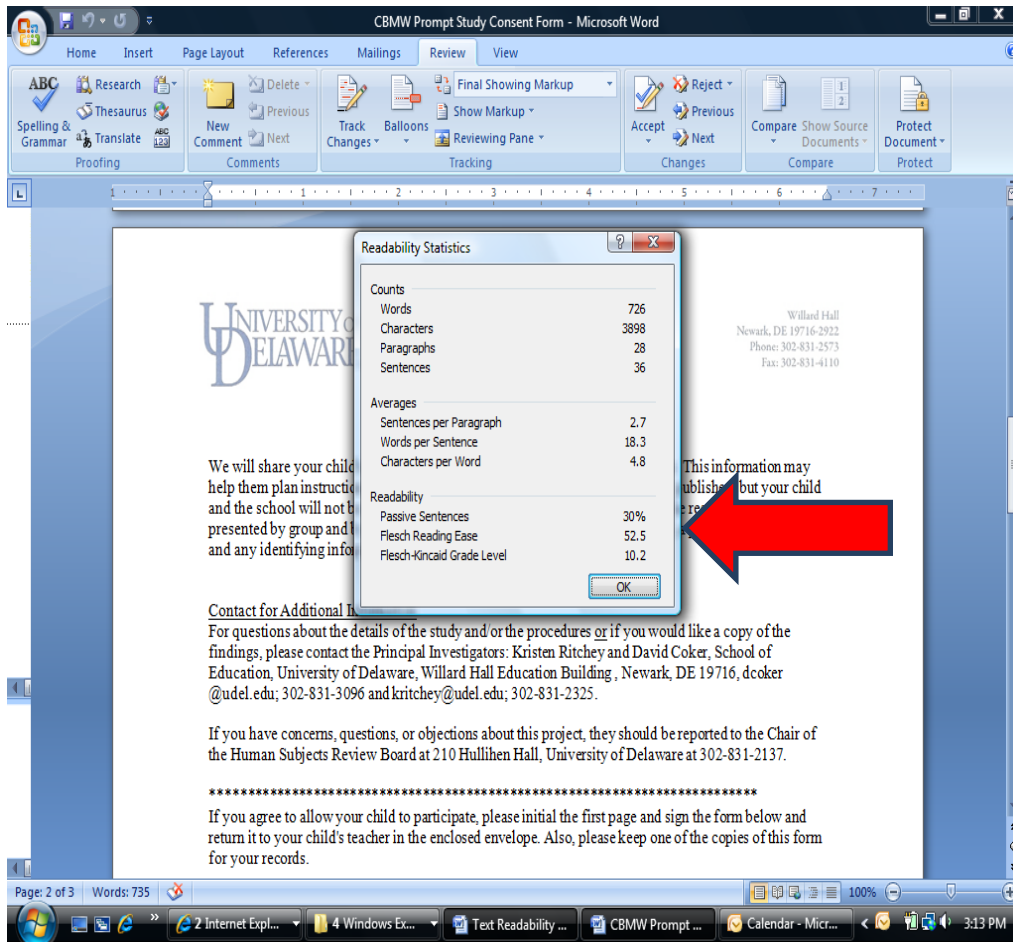 CBMW Prompt Study Consent Form - Microsoft Word
Home Insert Page Layout References Mailings Review View
ABC Spelling & Grammar
Research
Thesaurus
Translate
ABC 123
Proofing
New Comment
Delete
Previous
Next
Comments
Track Changes
Balloons
Final Showing Markup
Show Markup
Reviewing Pane
Tracking
Accept
Reject
Previous
Next
Changes
Compare
Show Source Documents
Compare
Protect Document
Protect
L
1 1 2 3 4 5 6 7
Readability Statistics
Counts
Words 726
Characters 3898
Paragraphs 28
Sentences 36
Averages
Sentences per Paragraph 2.7
Words per Sentence 18.3
Characters per Word 4.8
Readability
Passive Sentences 30%
Flesch Reading Ease 52.5
Flesch-Kincaid Grade Level 10.2
OK
UNIVERSITY
DELAWARE
Willard Hall
Newark, DE 19716-2922
Phone: 302-831-2573
Fax: 302-831-4110
We will share your child This information may
help them plan but your child
and the school will not
presented by group and
and any identifying
Contact for Additional
For questions about the details of the study and/or the procedures or if you would like a copy of the
findings, please contact the Principal Investigators: Kristen Ritchey and David Coker, School of
Education, University of Delaware, Willard Hall Education Building , Newark, DE 19716, dcoker
@udel.edu; 302-831-3096 and kritchey@udel.edu; 302-831-2325.
If you have concerns, questions, or objections about this project, they should be reported to the Chair of
the Human Subjects Review Board at 210 Hullihen Hall, University of Delaware at 302-831-2137.
**********************************************************************
If you agree to allow your child to participate, please initial the first page and sign the form below and
return it to your child's teacher in the enclosed envelope. Also, please keep one of the copies of this form
for your records.
Page: 2 of 3 Words: 735 100%
2 Internet Expl... 4 Windows Ex... Text Readability ... CBMW Prompt ... Calendar - Micr... 3:13 PM